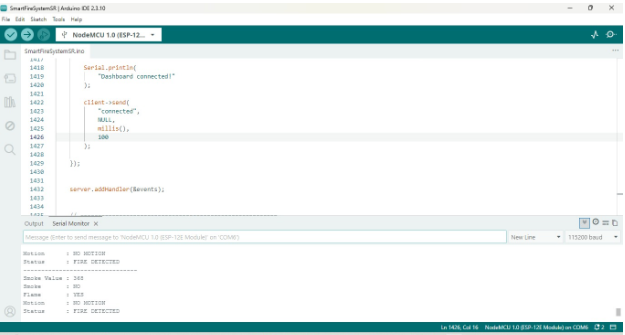 SmartFireSystemSR | Arduino IDE 2.3.10
File Edit Sketch Tools Help
NodeMCU 1.0 (ESP-12...
SmartFireSystemSR.ino
1417
1418 Serial.println(
1419 "Dashboard connected!"
1420 );
1421
1422 client->send(
1423 "connected",
1424 NULL,
1425 millis(),
1426 100
1427 );
1428
1429 });
1430
1431
1432 server.addHandler(&events);
1433
1434
Output Serial Monitor
Message (Enter to send message to 'NodeMCU 1.0 (ESP-12E Module)' on 'COM6') New Line 115200 baud
Motion : NO MOTION
Status : FIRE DETECTED
--------------------------------
Smoke Value : 368
Smoke : NO
Flame : YES
Motion : NO MOTION
Status : FIRE DETECTED
Ln 1426, Col 16 NodeMCU 1.0 (ESP-12E Module) on COM6 2